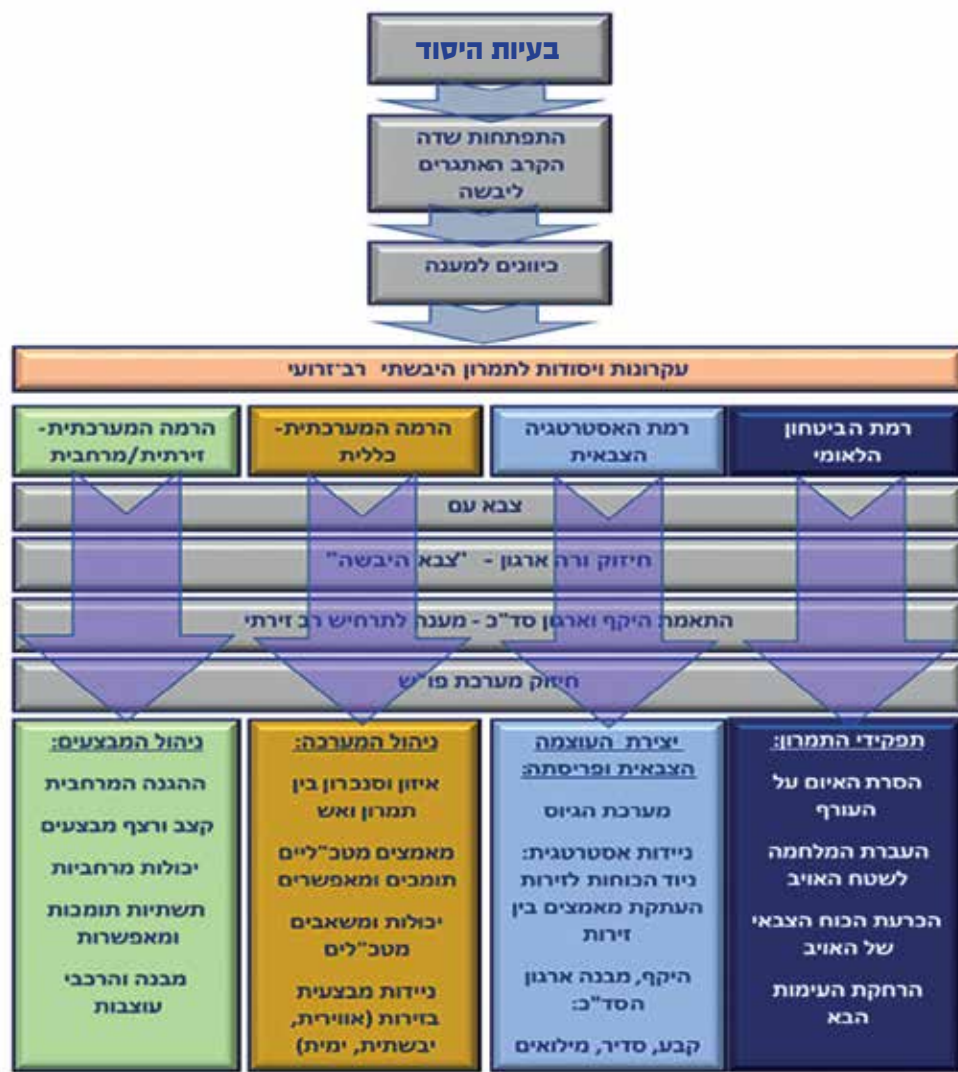 בעיות היסוד
התפתחות שדה
הקרב האתגרים
ליבשה
כיוונים למענה
עקרונות ויסודות לתמרון היבשתי רב־זרועי
רמת הביטחון
הלאומי
רמת האסטרטגיה
הצבאית
הרמה המערכתית-
כללית
הרמה המערכתית-
זירתית/מרחבית
צבא עם
חיזוק ורה ארגון - "צבא היבשה"
התאמת היקף וארגון סד"כ - מענה לתרחיש רב זירתי
חיזוק מערכת פו"ש
תפקידי התמרון:
הסרת האיום על
העורף
העברת המלחמה
לשטח האויב
הכרעת הכוח הצבאי
של האויב
הרחקת העימות
הבא
יצירת העוצמה
הצבאית ופריסתה:
מערכת הגיוס
ניידות אסטרטגית:
ניוד הכוחות לזירות
העתקת מאמצים בין
זירות
היקף, מבנה ארגון
הסד"כ:
קבע, סדיר, מילואים
ניהול המערכה:
איזון וסנכרון בין
תמרון ואש
מאמצים מטכ"ליים
תומכים ומאפשרים
יכולות ומשאבים
מטכ"לים
ניידות מבצעית
בזירות (אווירית,
יבשתית, ימית)
ניהול המבצעים:
ההגנה המרחבית
קצב ורצף מבצעים
יכולות מרחביות
תשתיות תומכות
ומאפשרות
מבנה והרכבי
עוצבות